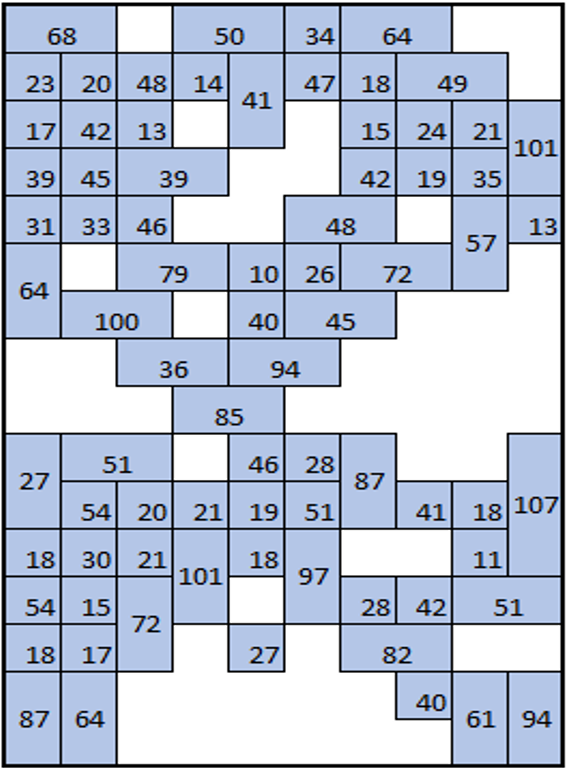 68 50 34 64
23 20 48 14 41 47 18 49
17 42 13 15 24 21 101
39 45 39 42 19 35
31 33 46 48 57 13
64 79 10 26 72
100 40 45
36 94
85
27 51 46 28 87 107
54 20 21 19 51 41 18
18 30 21 101 18 97 11
54 15 72 28 42 51
18 17 27 82
87 64 40 61 94